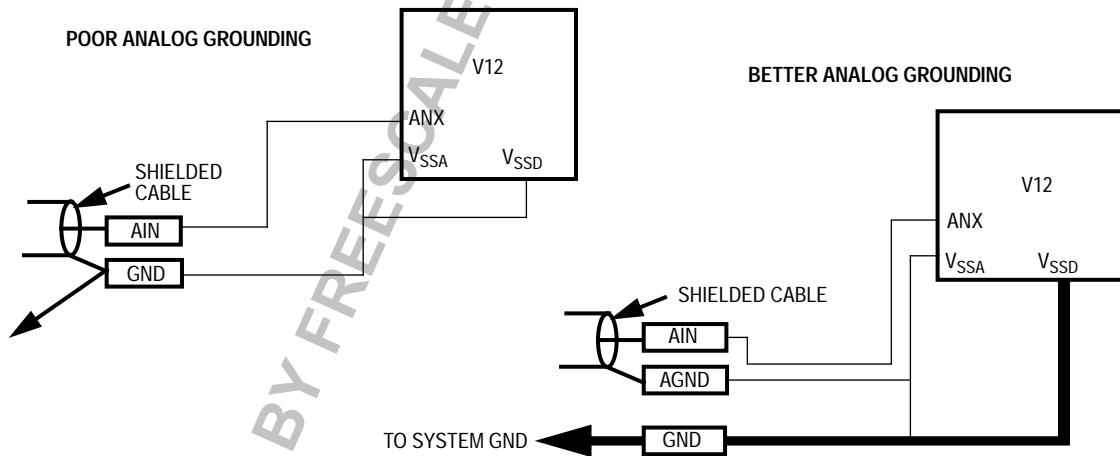 POOR ANALOG GROUNDING
V12
ANX
VSSA
VSSD
SHIELDED
CABLE
AIN
GND
BETTER ANALOG GROUNDING
V12
ANX
VSSA
VSSD
SHIELDED CABLE
AIN
AGND
TO SYSTEM GND
GND
BY FREESCALE